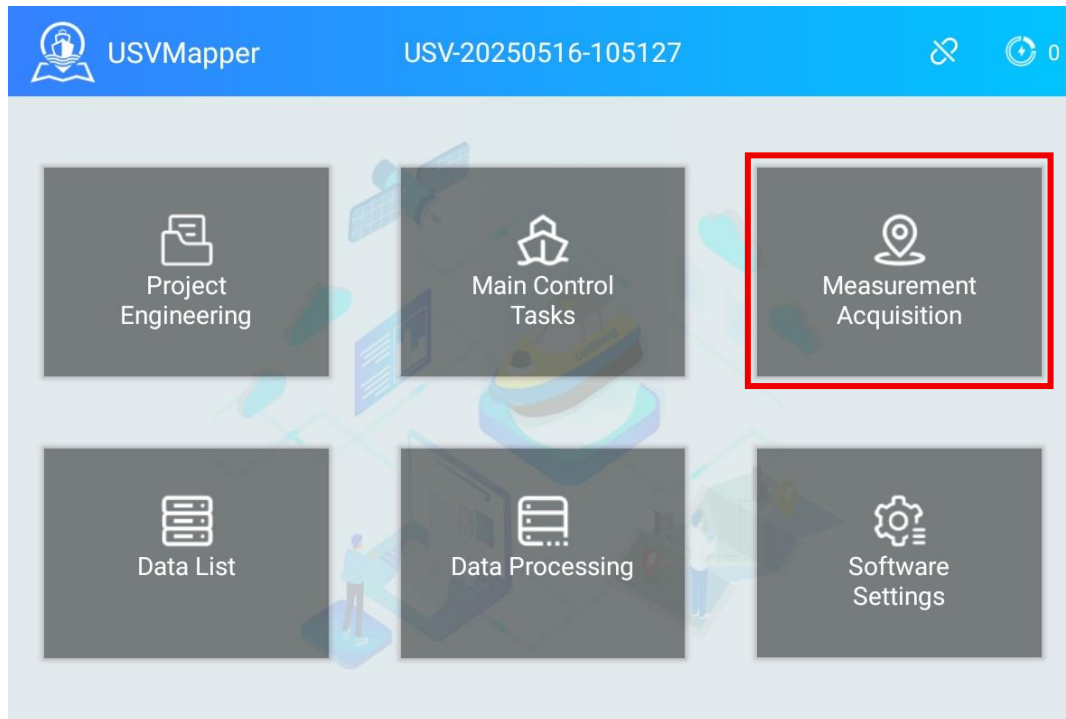 USVMapper
USV-20250516-105127
0
Project
Engineering
Main Control
Tasks
Measurement
Acquisition
Data List
Data Processing
Software
Settings